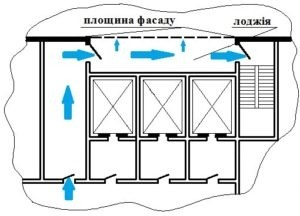 площина фасаду
лоджія